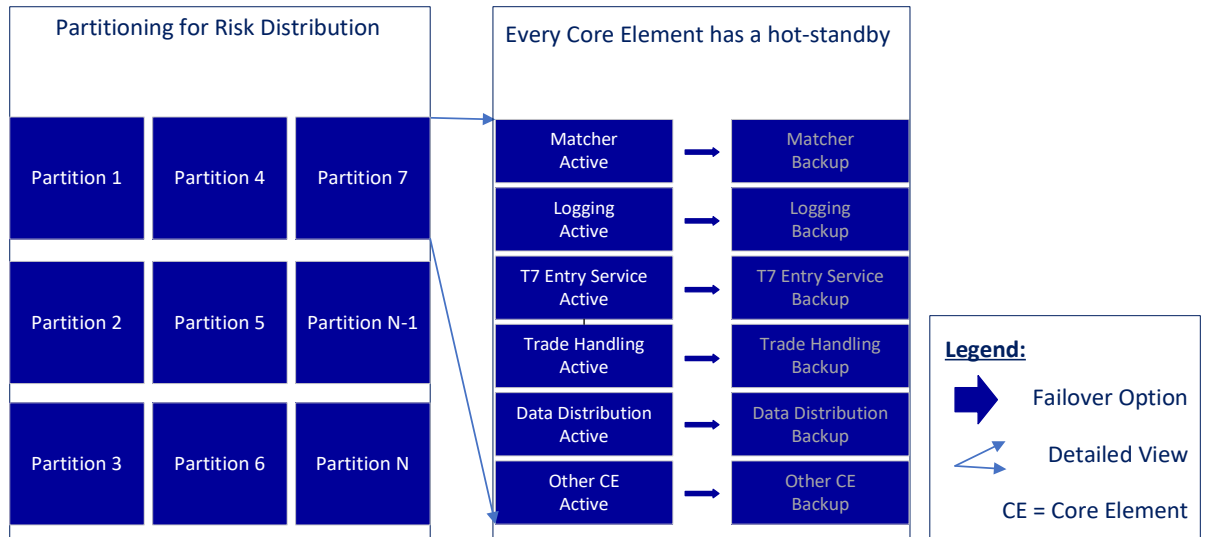 Partitioning for Risk Distribution
Partition 1
Partition 4
Partition 7
Partition 2
Partition 5
Partition N-1
Partition 3
Partition 6
Partition N
Every Core Element has a hot-standby
Matcher
Active
Matcher
Backup
Logging
Active
Logging
Backup
T7 Entry Service
Active
T7 Entry Service
Backup
Trade Handling
Active
Trade Handling
Backup
Data Distribution
Active
Data Distribution
Backup
Other CE
Active
Other CE
Backup
Legend:
Failover Option
Detailed View
CE = Core Element